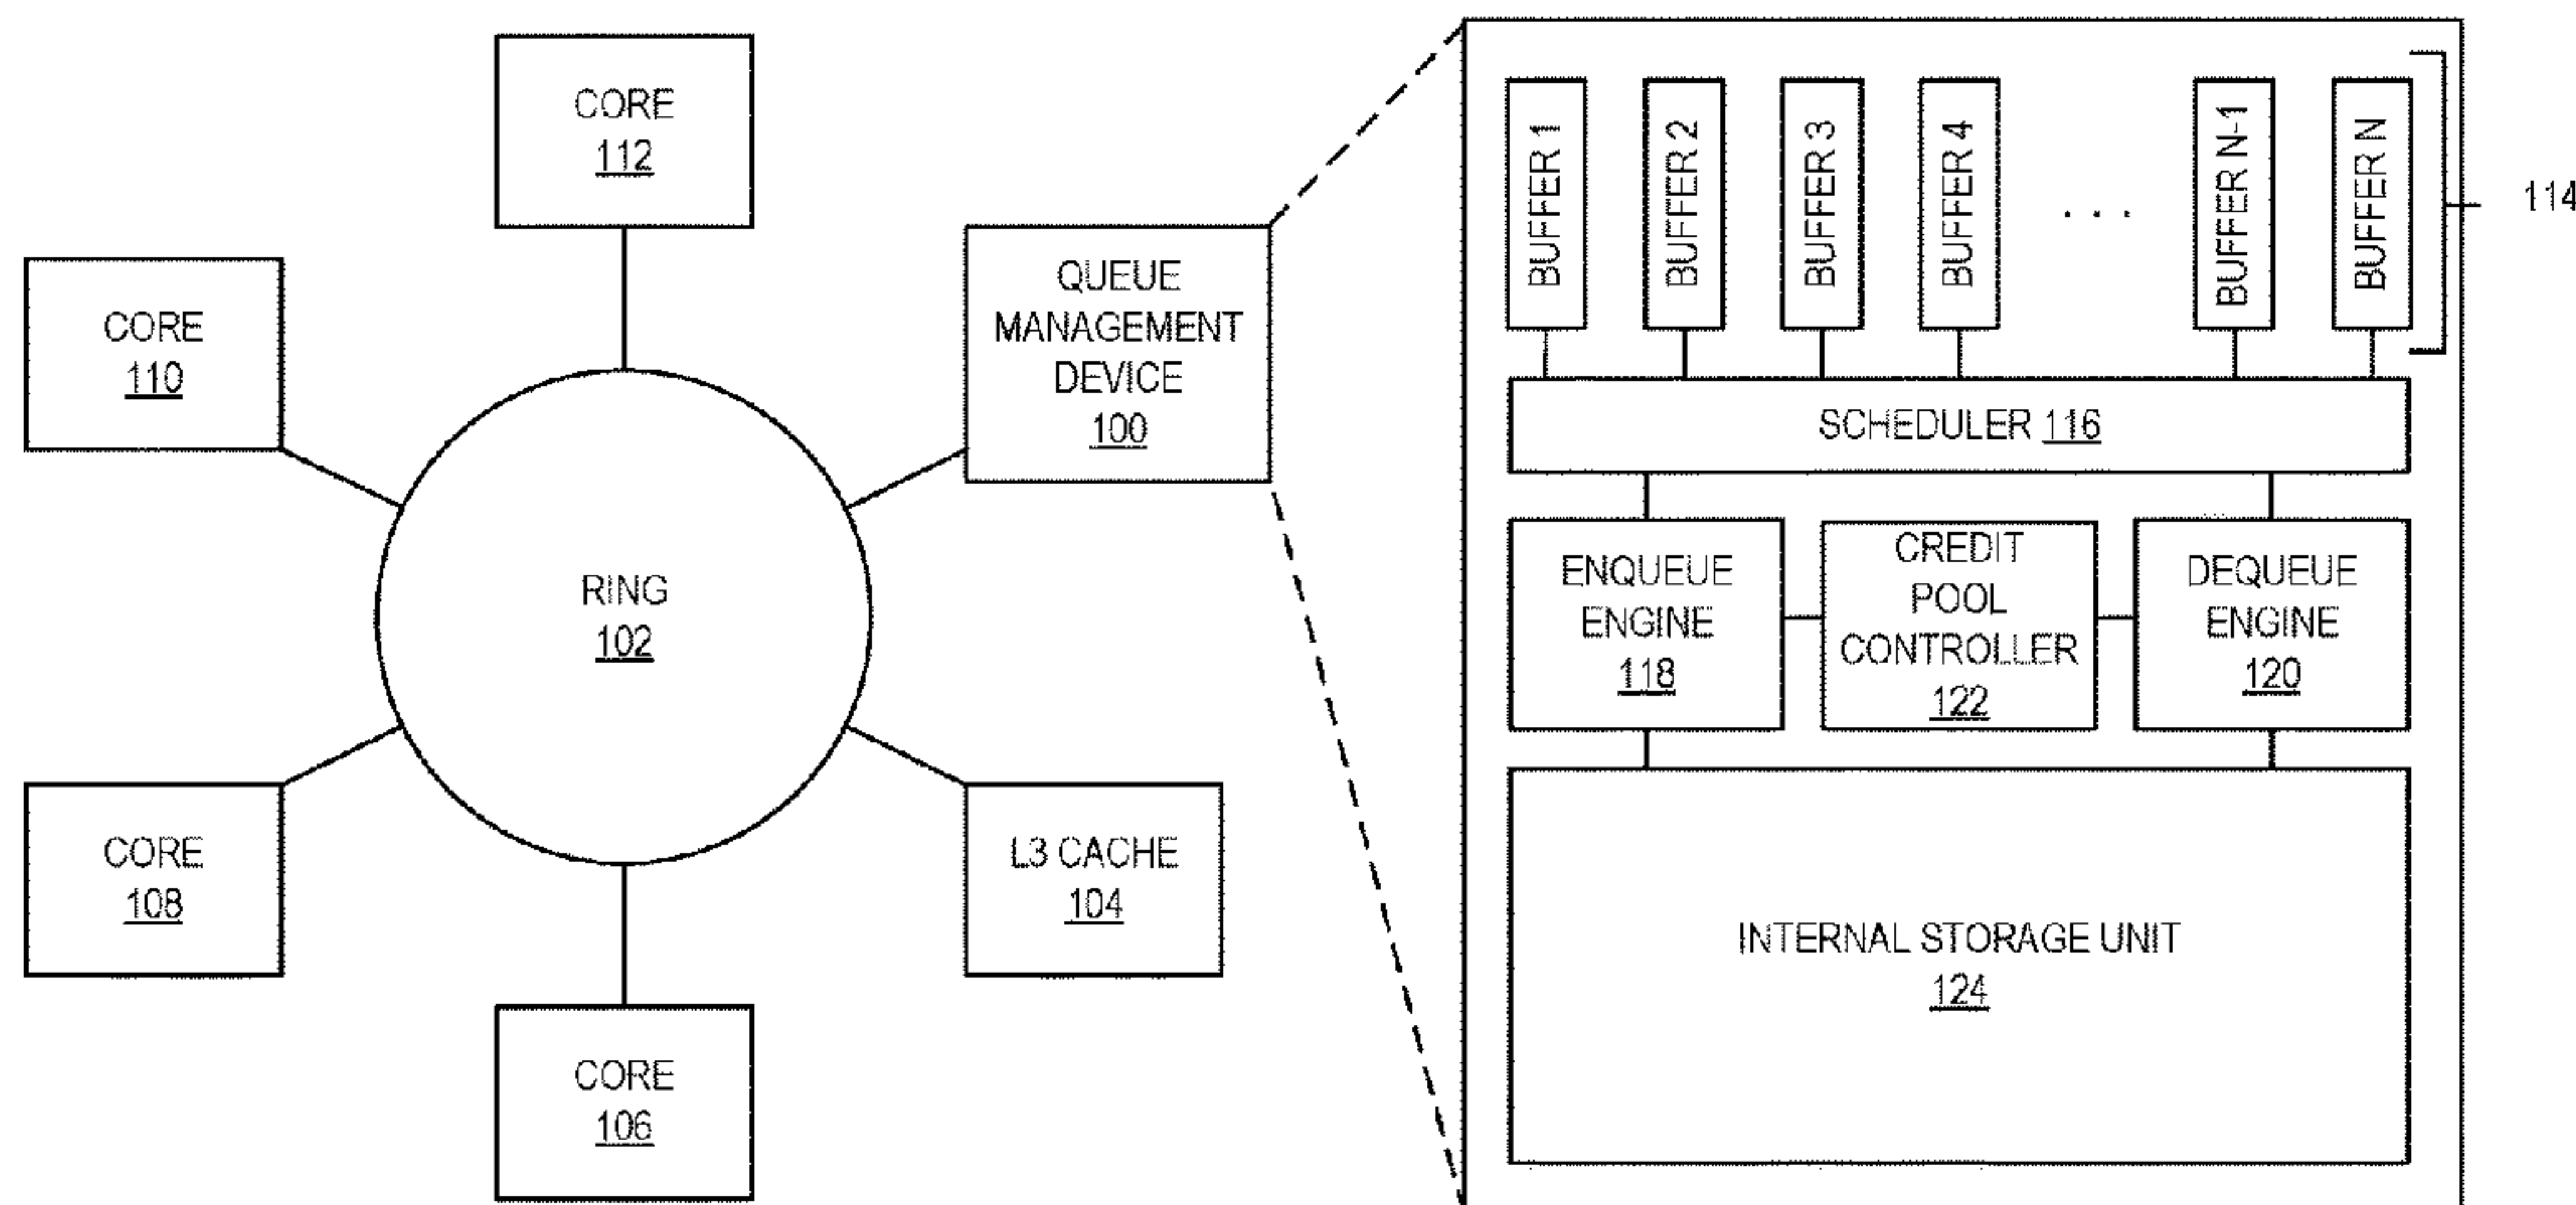 CORE
112
CORE
110
QUEUE
MANAGEMENT
DEVICE
100
RING
102
CORE
108
L3 CACHE
104
CORE
106
BUFFER 1
BUFFER 2
BUFFER 3
BUFFER 4
. . .
BUFFER N-1
BUFFER N
114
SCHEDULER 116
ENQUEUE
ENGINE
118
CREDIT
POOL
CONTROLLER
122
DEQUEUE
ENGINE
120
INTERNAL STORAGE UNIT
124